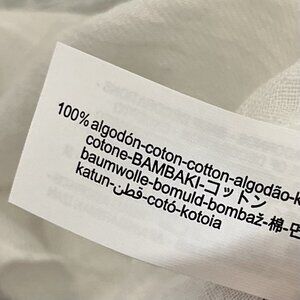 100% algodón-coton-cotton-algodão-k
cotone-BAMBAKI-コットン
baumwolle-bomuld-bombaž-棉-면
katun-قطن-cotó-kotoia